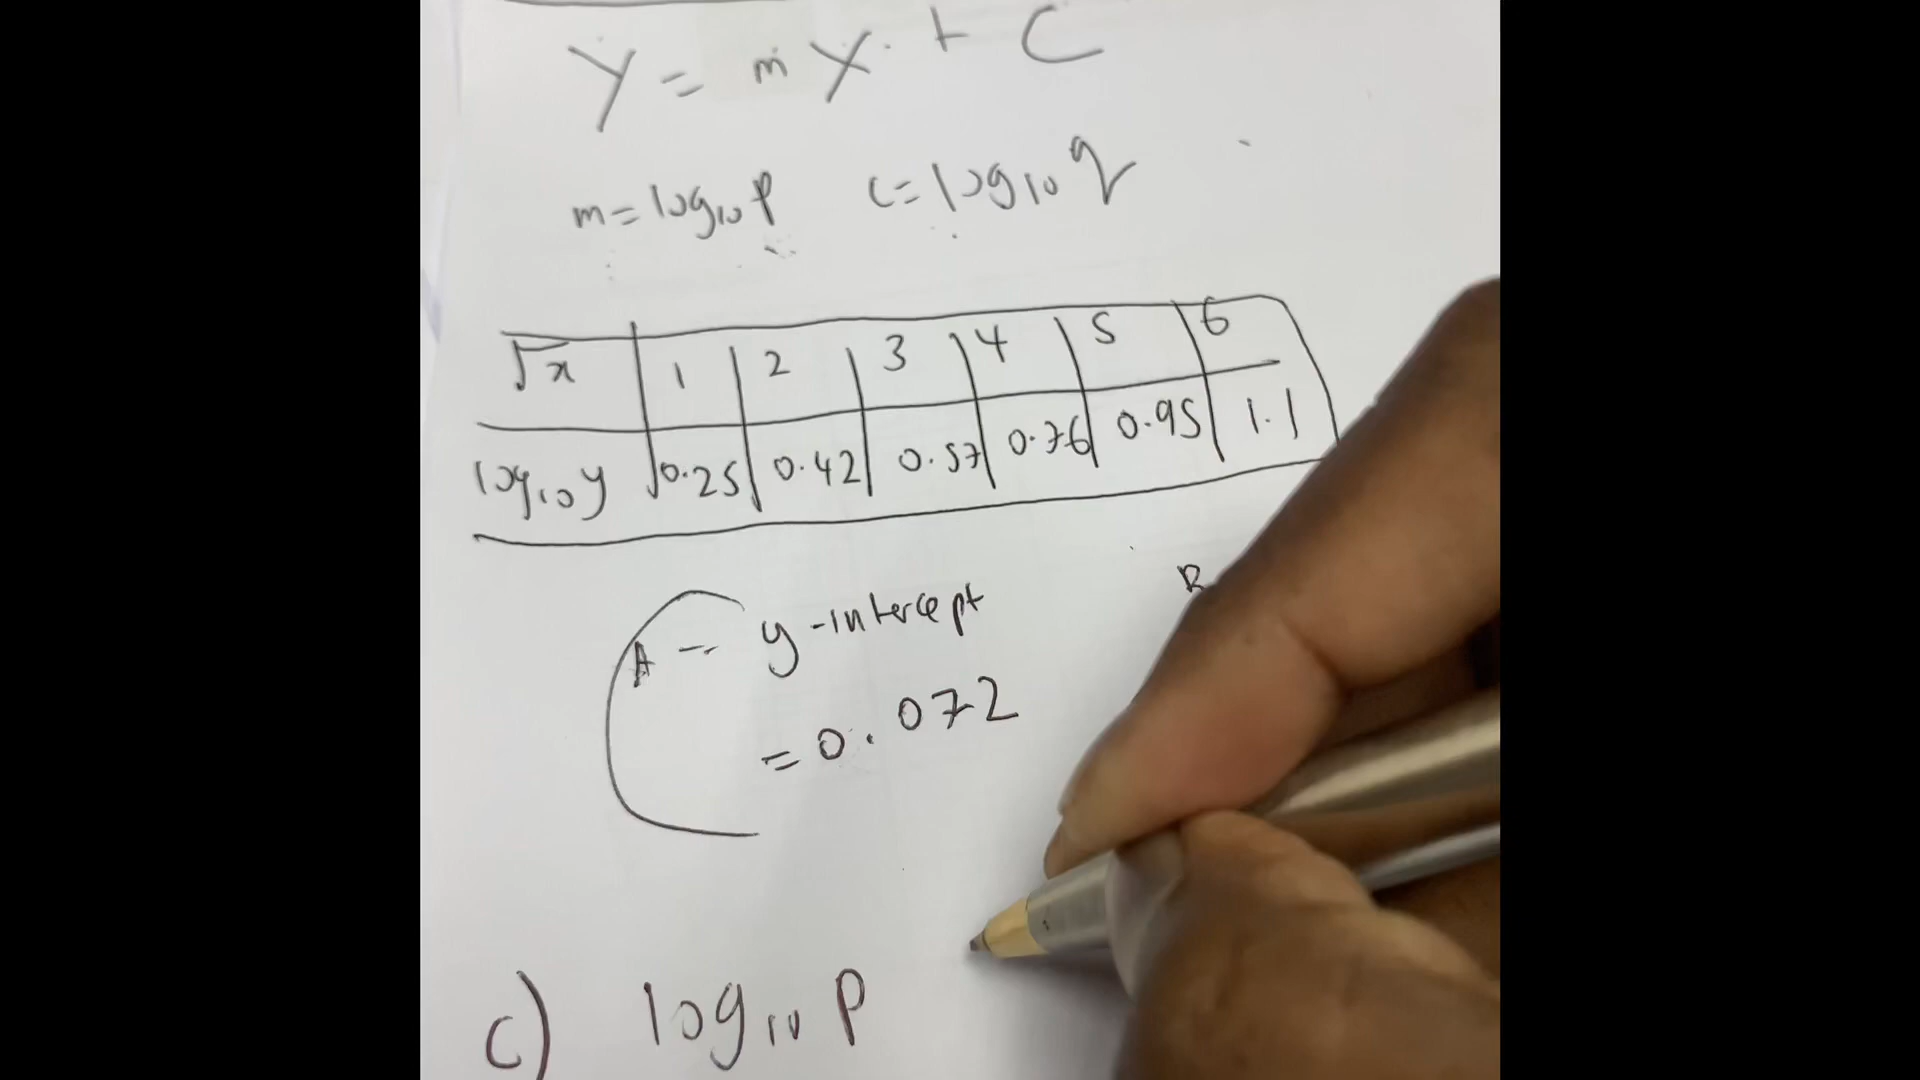 Y = mX + C
m = log₁₀ p c = log₁₀ q
√x 1 2 3 4 5 6
log₁₀ y 0.25 0.42 0.57 0.76 0.95 1.1
A = y-intercept
= 0.072
c) log₁₀ p